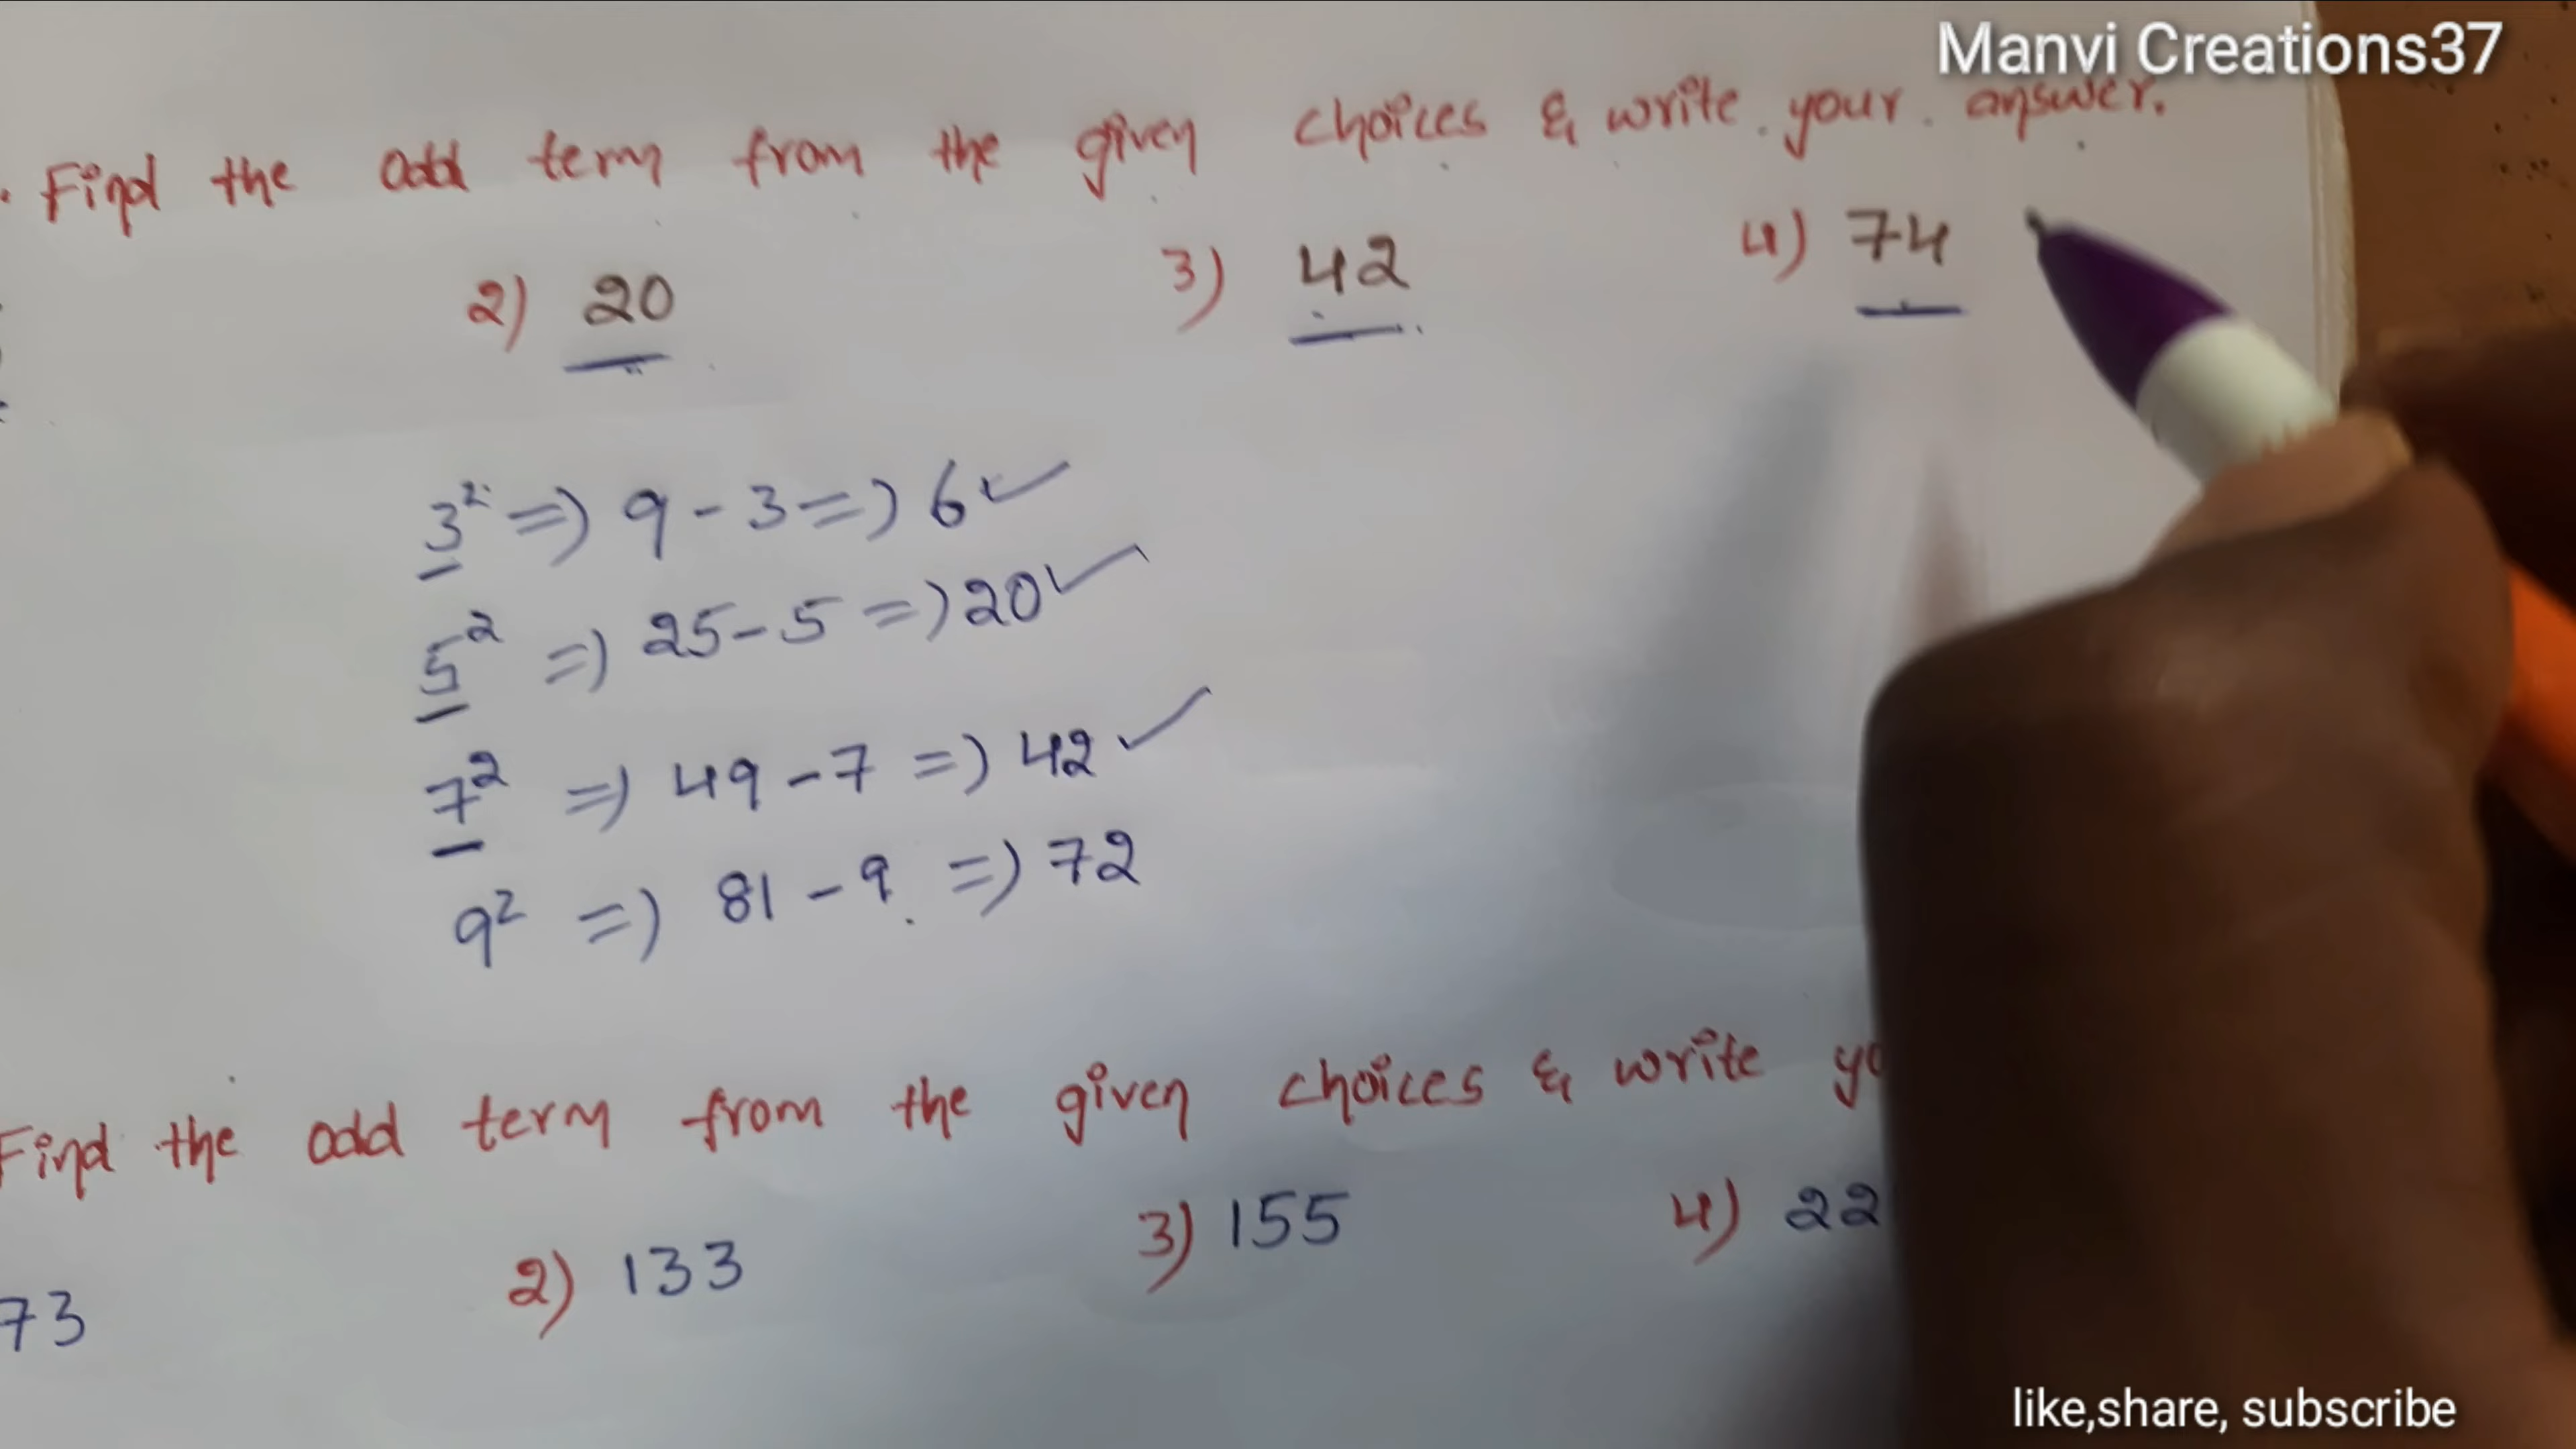 Manvi Creations37
. Find the odd term from the given choices & write your answer.
2) 20 3) 42 4) 74
3² => 9 - 3 => 6 ✓
5² => 25 - 5 => 20 ✓
7² => 49 - 7 => 42 ✓
9² => 81 - 9 => 72
Find the odd term from the given choices & write
73 2) 133 3) 155 4) 22
like,share, subscribe